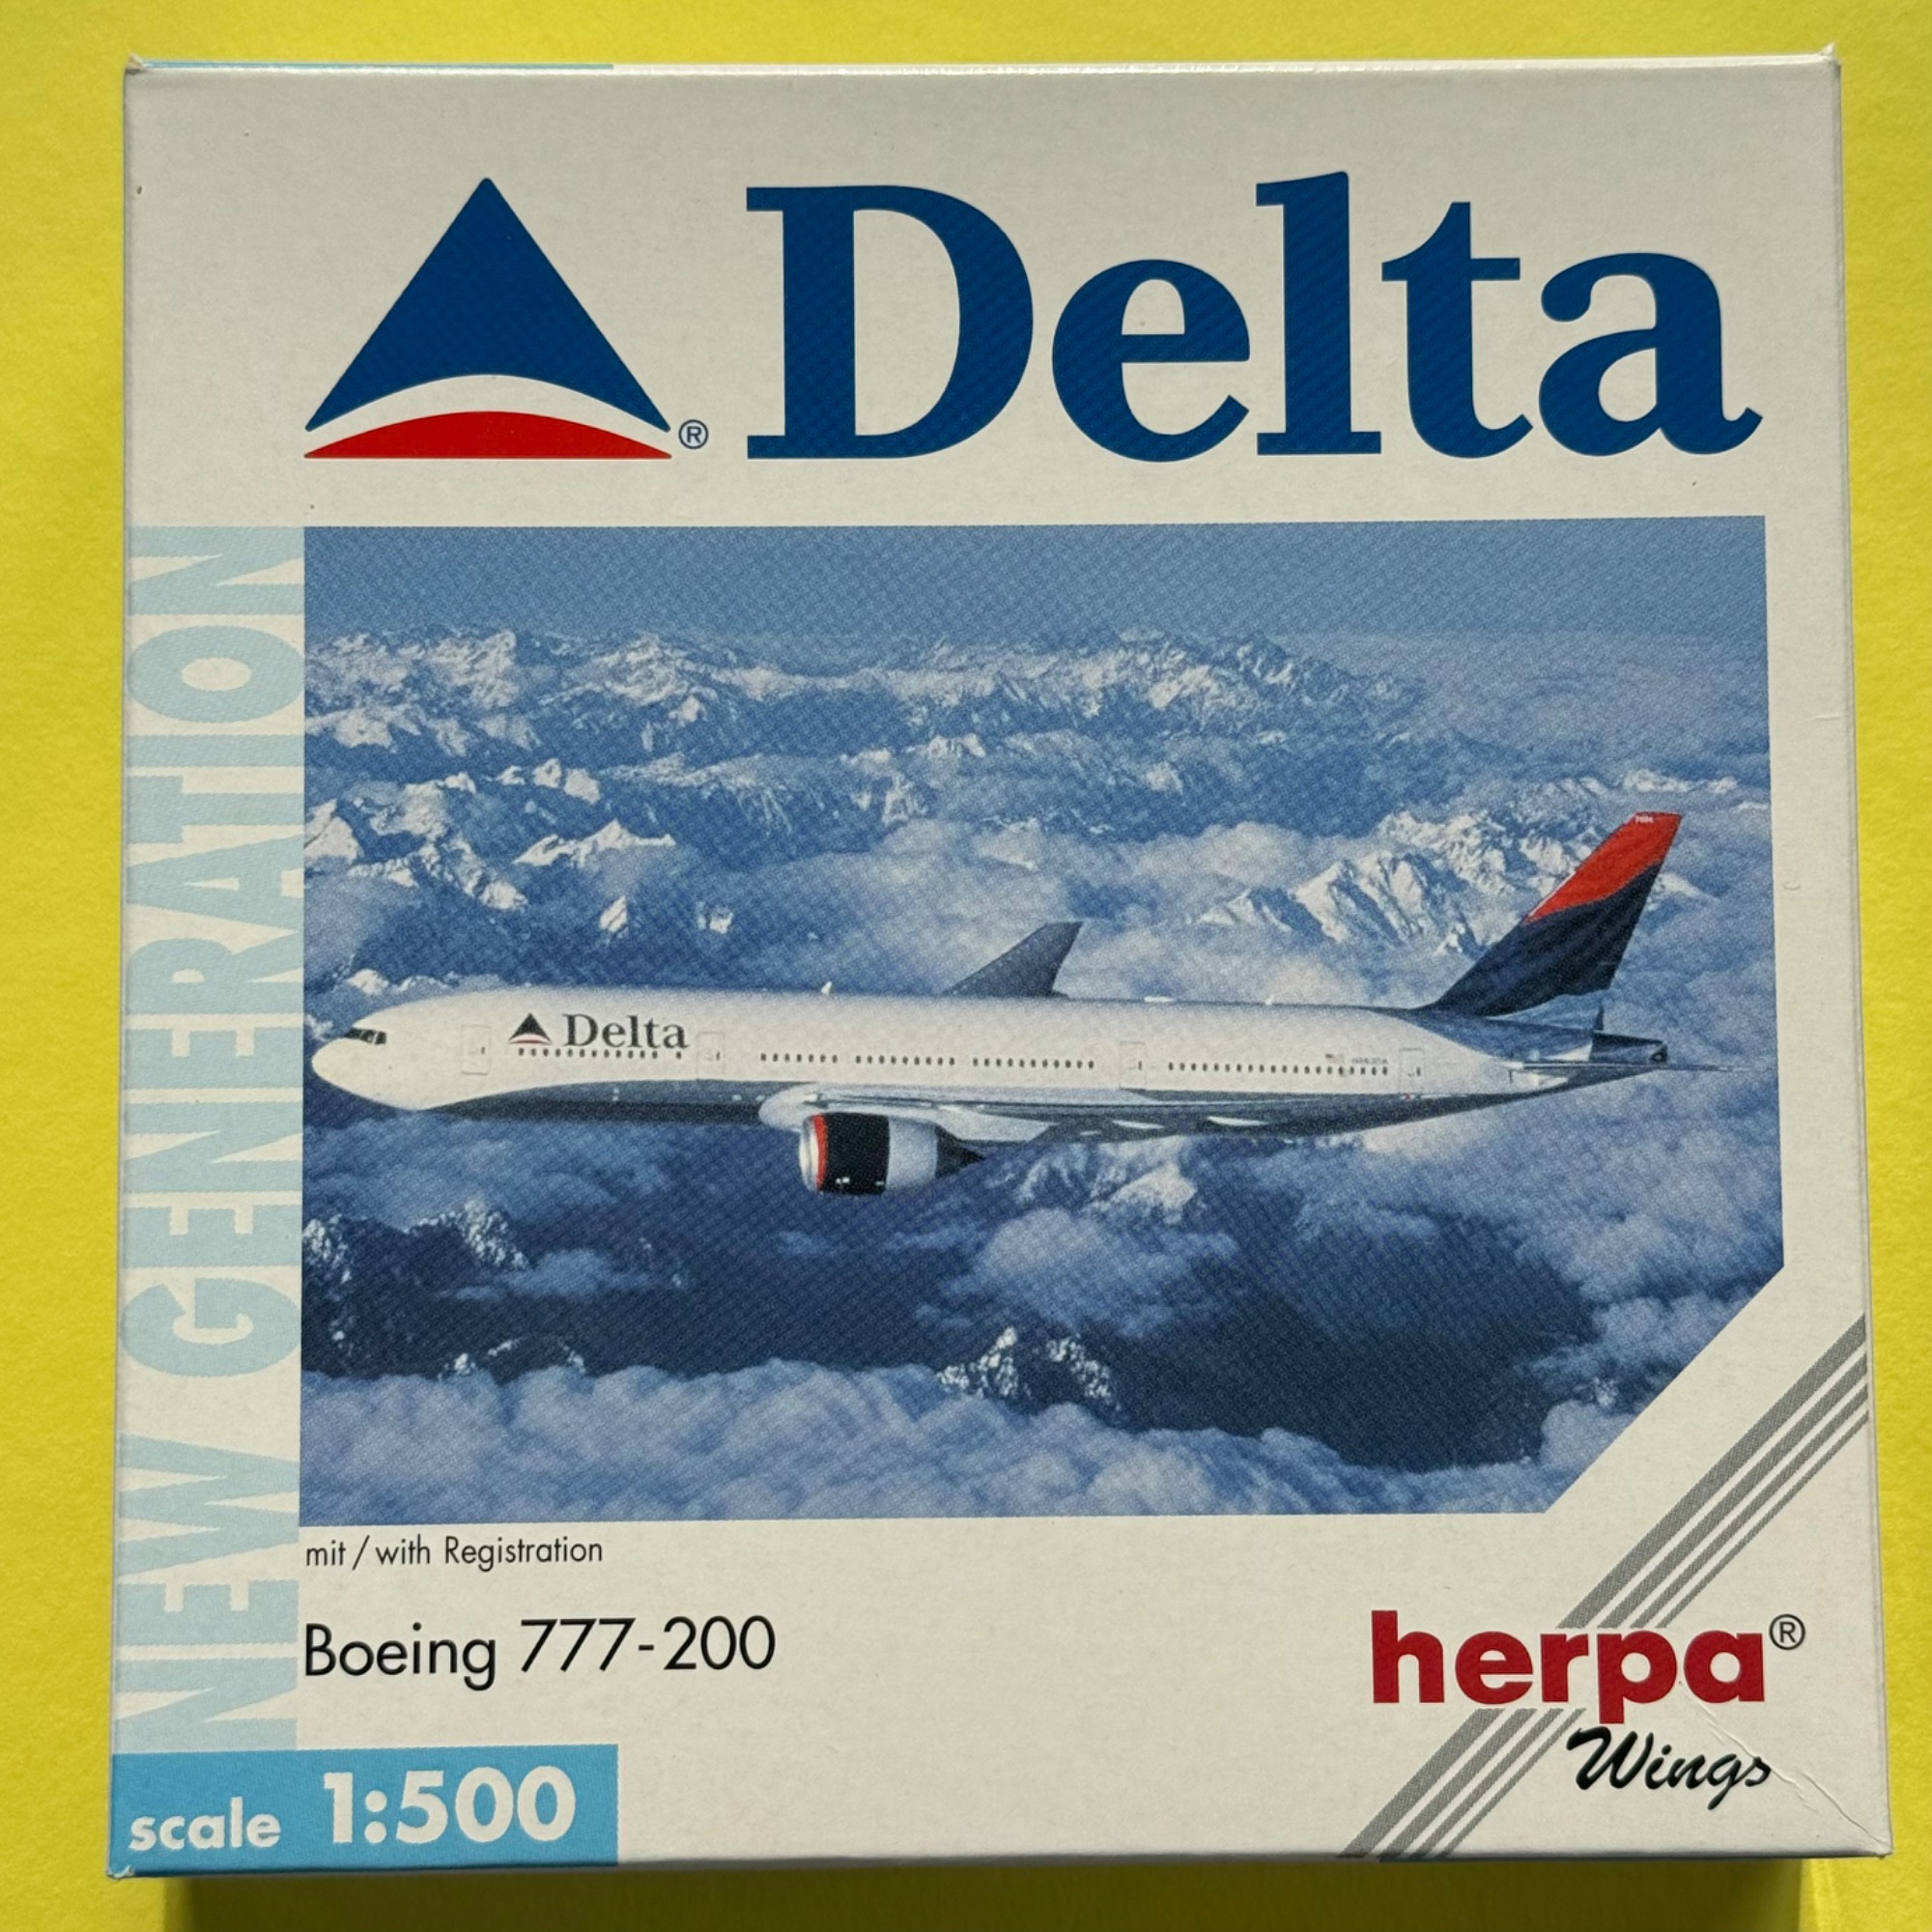 ® Delta
NEW GENERATION
Delta
mit / with Registration
Boeing 777-200
herpa®
Wings
scale 1:500